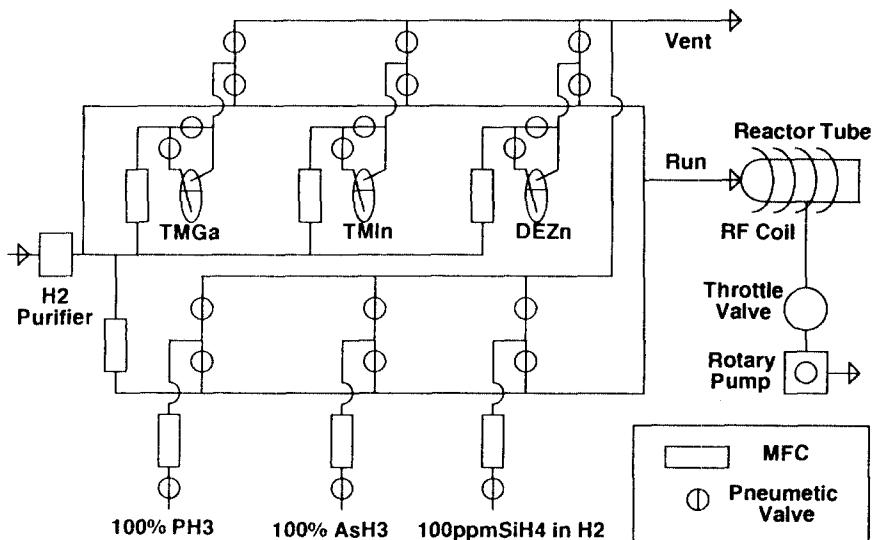 Vent
Reactor Tube
Run
TMGa
TMIn
DEZn
RF Coil
H2
Purifier
Throttle
Valve
Rotary
Pump
MFC
Pneumetic
Valve
100% PH3
100% AsH3
100ppmSiH4 in H2